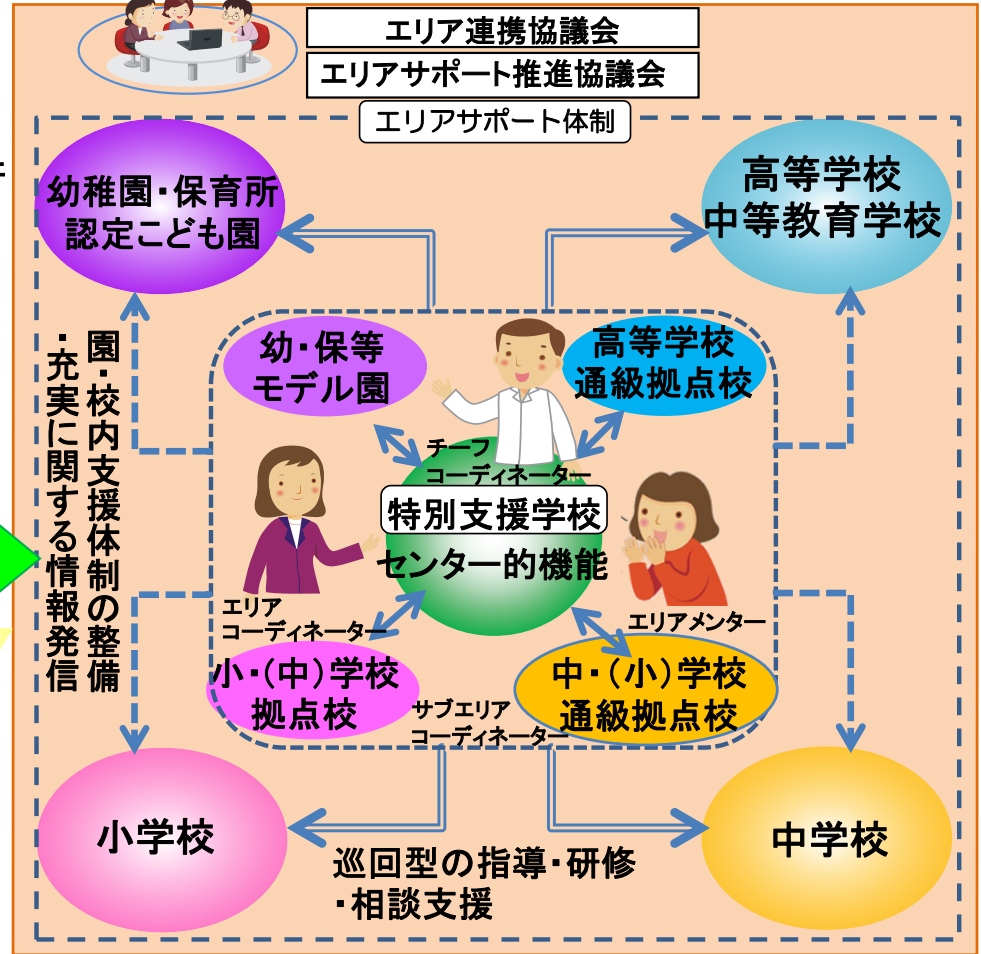 エリア連携協議会
エリアサポート推進協議会
エリアサポート体制
幼稚園・保育所
認定こども園
高等学校
中等教育学校
園・校内支援体制の整備
・充実に関する情報発信
幼・保等
モデル園
高等学校
通級拠点校
チーフ
コーディネーター
特別支援学校
センター的機能
エリア
コーディネーター
エリアメンター
小・(中)学校
拠点校
中・(小)学校
通級拠点校
サブエリア
コーディネーター
小学校
中学校
巡回型の指導・研修
・相談支援